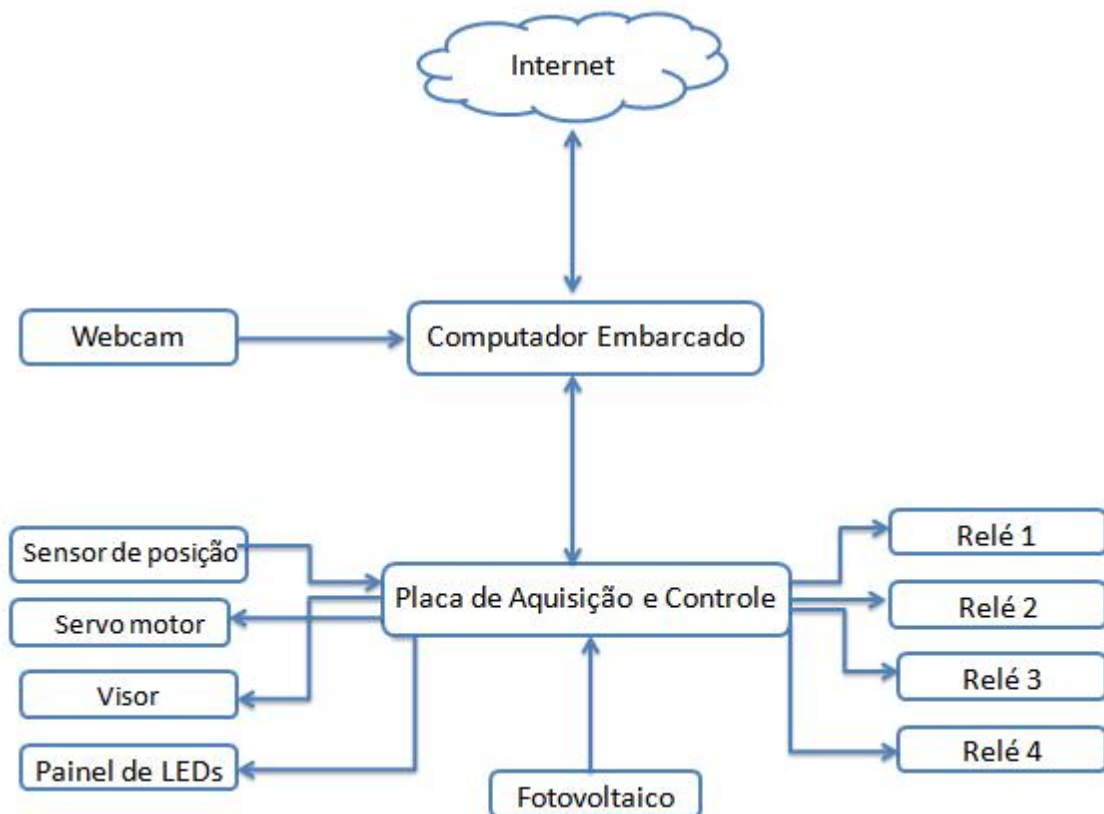 Internet
Webcam
Computador Embarcado
Sensor de posição
Placa de Aquisição e Controle
Relé 1
Servo motor
Relé 2
Visor
Relé 3
Painel de LEDs
Relé 4
Fotovoltaico